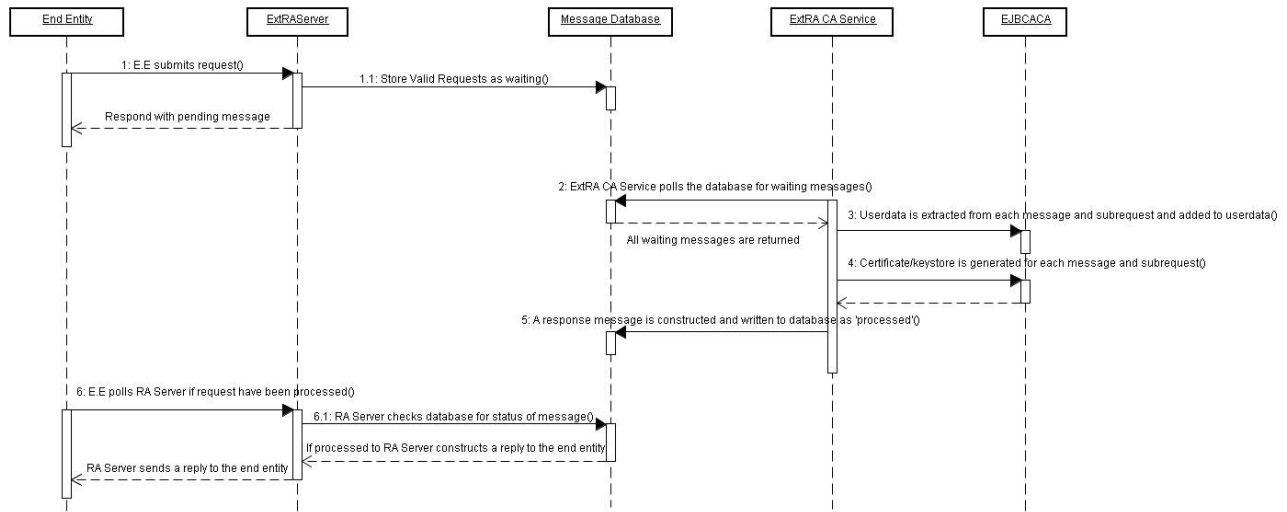 End Entity
ExtRAServer
Message Database
ExtRA CA Service
EJBCACA
1: E.E submits request()
1.1: Store Valid Requests as waiting()
Respond with pending message
2: ExtRA CA Service polls the database for waiting messages()
3: Userdata is extracted from each message and subrequest and added to userdata()
All waiting messages are returned
4: Certificate/keystore is generated for each message and subrequest()
5: A response message is constructed and written to database as 'processed'()
6: E.E polls RA Server if request have been processed()
6.1: RA Server checks database for status of message()
If processed to RA Server constructs a reply to the end entity
RA Server sends a reply to the end entity